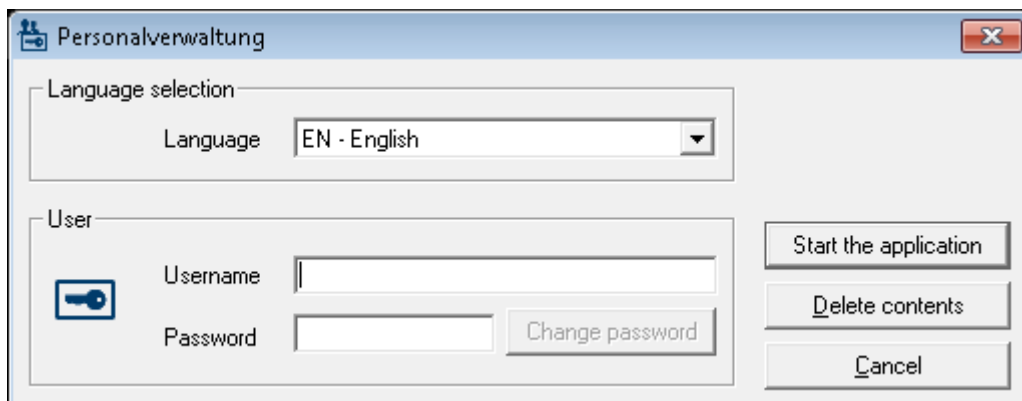 Personalverwaltung
Language selection
Language EN - English
User
Username
Password Change password
Start the application
Delete contents
Cancel